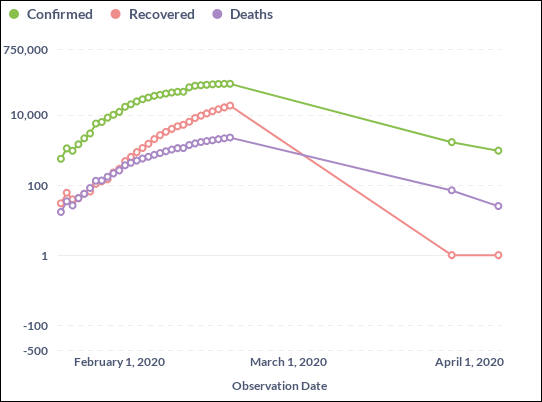 Confirmed Recovered Deaths
750,000
10,000
100
1
-100
-500
February 1, 2020 March 1, 2020 April 1, 2020
Observation Date